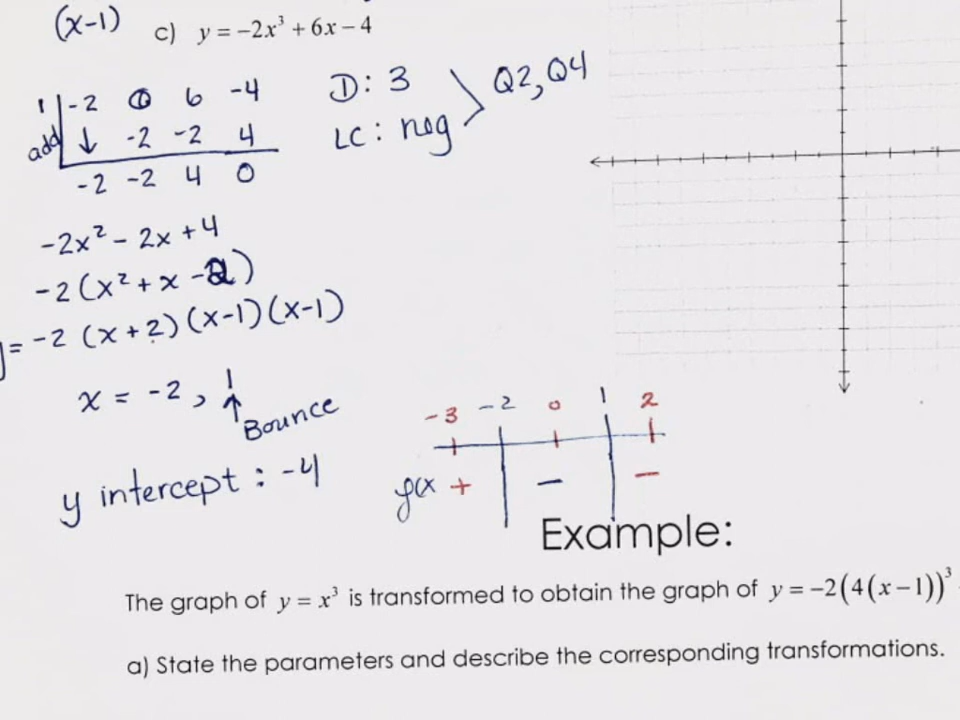 (x-1) c) y = -2x³ + 6x - 4
1 | -2 0 6 -4
add ↓ -2 -2 4
-2 -2 4 0
D: 3
LC: neg
Q2, Q4
-2x² - 2x + 4
-2(x² + x - 2)
y = -2 (x+2)(x-1)(x-1)
x = -2, 1
↑
Bounce
y intercept : -4
-3 -2 0 1 2
f(x + - -
Example:
The graph of y = x³ is transformed to obtain the graph of y = -2(4(x-1))³
a) State the parameters and describe the corresponding transformations.